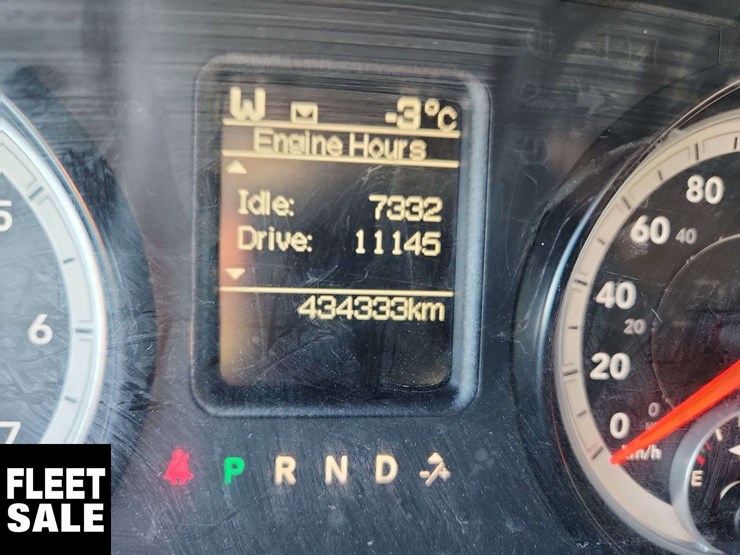 W -3°C
Engine Hours
Idle: 7332
Drive: 11145
434333km
P R N D
5
6
7
80
60 40
40
20
20
0 0
km/h
E
FLEET
SALE